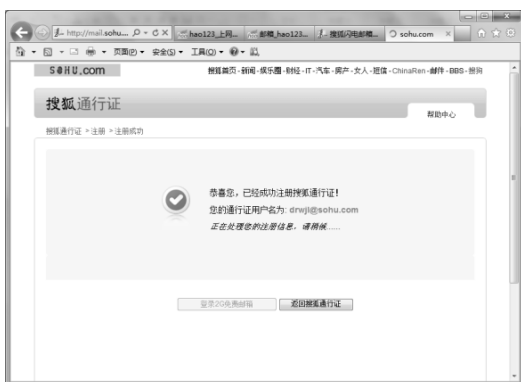 http://mail.sohu.... hao123_上网... 邮箱_hao123... 搜狐闪电邮箱... sohu.com
页面(P) 安全(S) 工具(O)
S0HU.com 搜狐首页-新闻-娱乐圈-财经-IT-汽车-房产-女人-短信-ChinaRen-邮件-BBS-搜狗
搜狐通行证
帮助中心
搜狐通行证 > 注册 > 注册成功
恭喜您，已经成功注册搜狐通行证！
您的通行证用户名为: drwjl@sohu.com
正在处理您的注册信息，请稍候......
登录2G免费邮箱 返回搜狐通行证